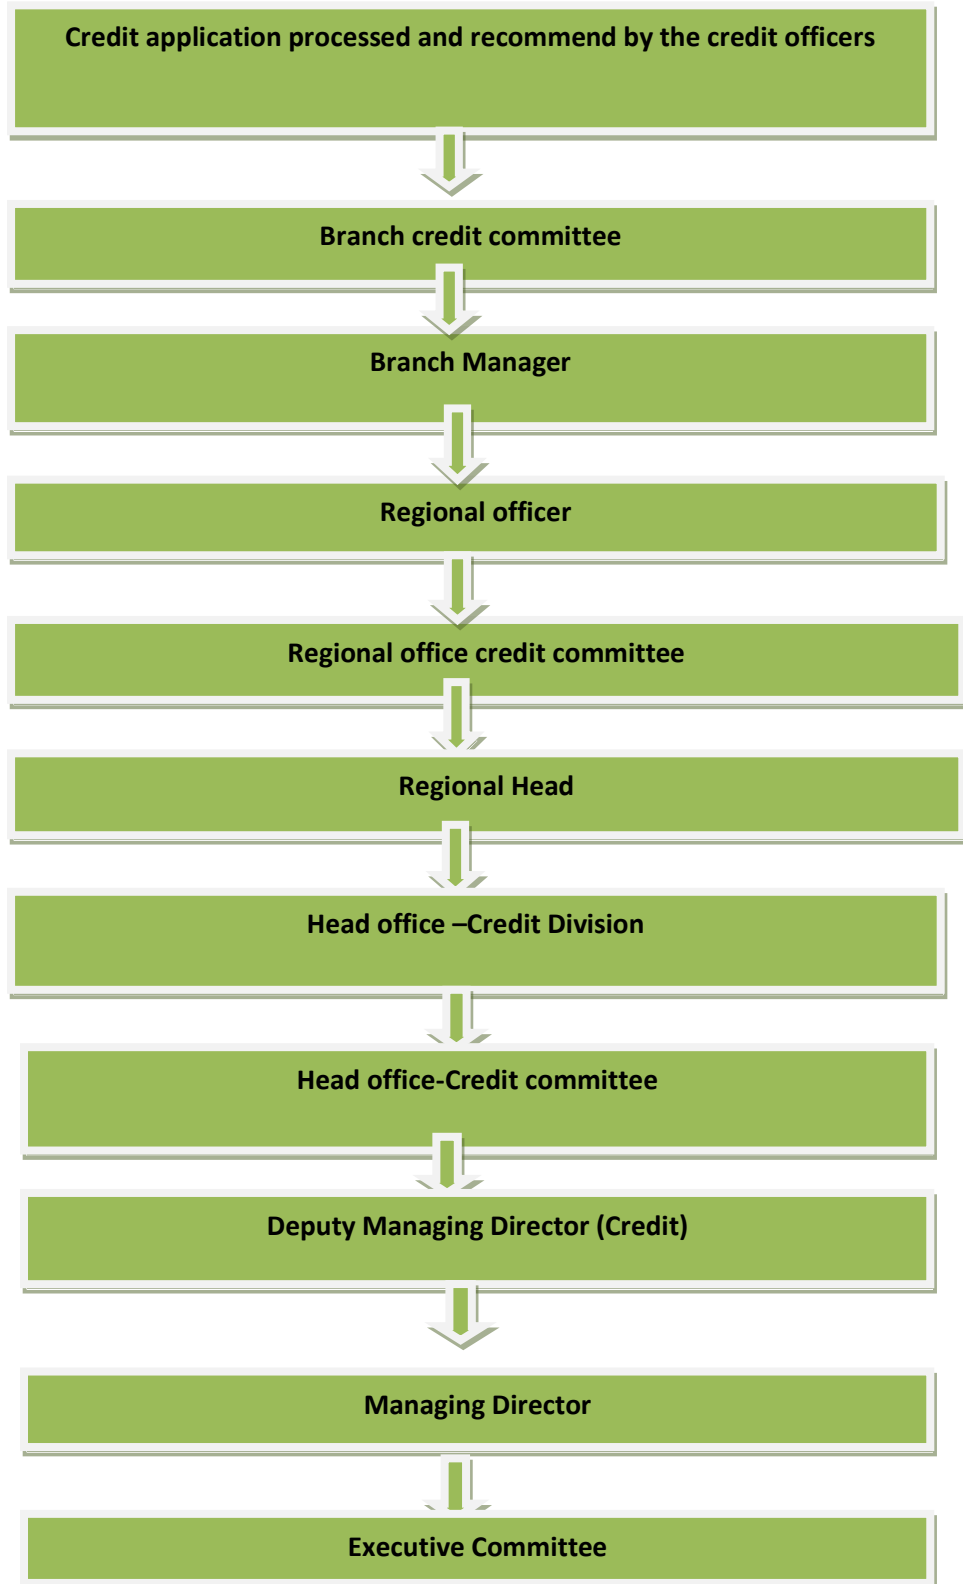 Credit application processed and recommend by the credit officers
Branch credit committee
Branch Manager
Regional officer
Regional office credit committee
Regional Head
Head office –Credit Division
Head office-Credit committee
Deputy Managing Director (Credit)
Managing Director
Executive Committee